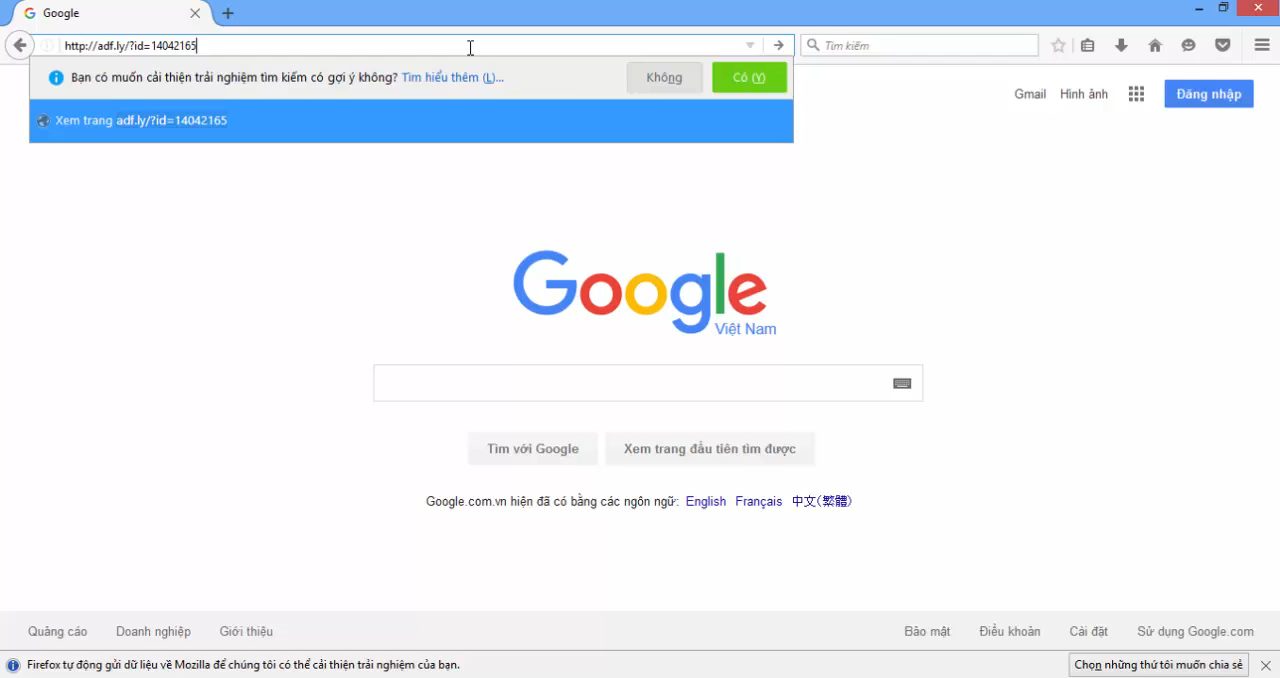 Google
http://adf.ly/?id=14042165
Tìm kiếm
Bạn có muốn cải thiện trải nghiệm tìm kiếm có gợi ý không? Tìm hiểu thêm (L)...
Không
Có (Y)
Xem trang adf.ly/?id=14042165
Gmail
Hình ảnh
Đăng nhập
Google
Việt Nam
Tìm với Google
Xem trang đầu tiên tìm được
Google.com.vn hiện đã có bằng các ngôn ngữ: English Français 中文(繁體)
Quảng cáo
Doanh nghiệp
Giới thiệu
Bảo mật
Điều khoản
Cài đặt
Sử dụng Google.com
Firefox tự động gửi dữ liệu về Mozilla để chúng tôi có thể cải thiện trải nghiệm của bạn.
Chọn những thứ tôi muốn chia sẻ